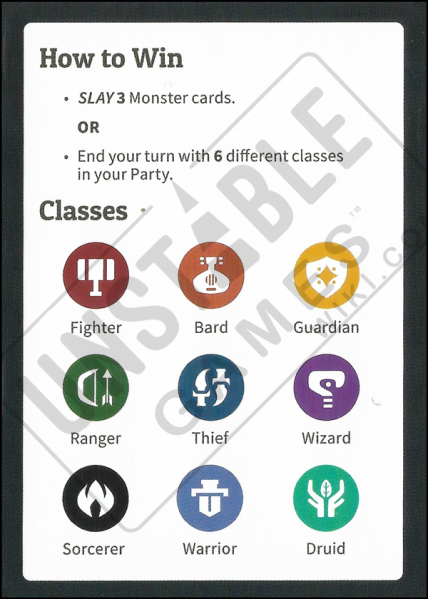 How to Win
• SLAY 3 Monster cards.
OR
• End your turn with 6 different classes
in your Party.
Classes
Fighter
Bard
Guardian
Ranger
Thief
Wizard
Sorcerer
Warrior
Druid
UNSTABLE
GAMES™
wiki.co